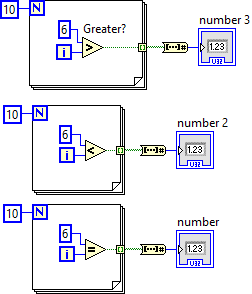 number 3
10 N
6 Greater?
i > [···]# 1.23
U32
number 2
10 N
6
i < [···]# 1.23
U32
number
10 N
6
i = [···]# 1.23
U32